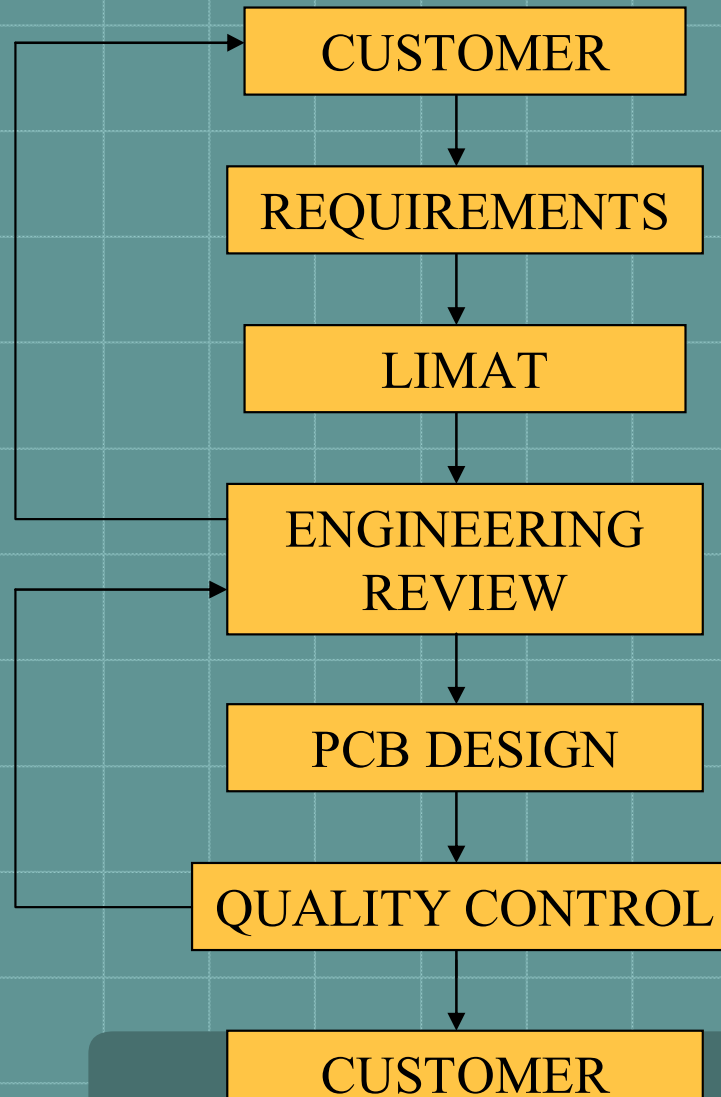 CUSTOMER
REQUIREMENTS
LIMAT
ENGINEERING
REVIEW
PCB DESIGN
QUALITY CONTROL
CUSTOMER